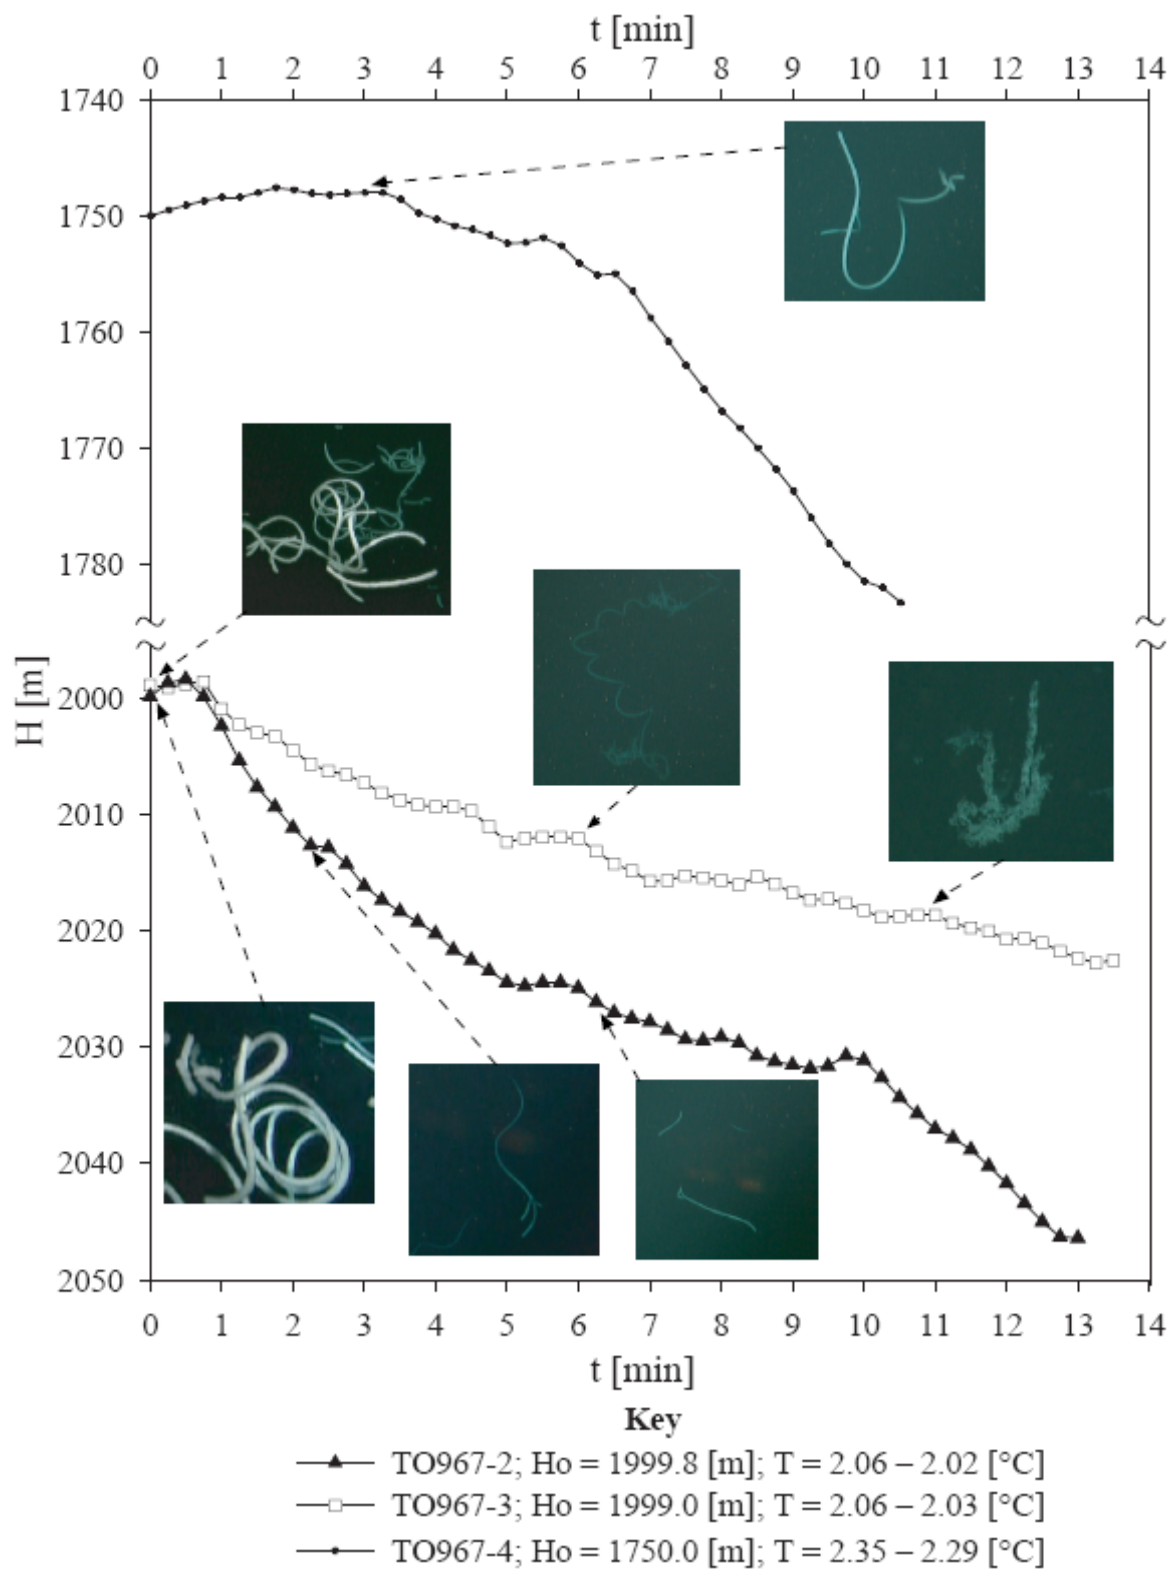 t [min]
0 1 2 3 4 5 6 7 8 9 10 11 12 13 14
1740
1750
1760
1770
1780
H [m]
2000
2010
2020
2030
2040
2050
0 1 2 3 4 5 6 7 8 9 10 11 12 13 14
t [min]
Key
TO967-2; Ho = 1999.8 [m]; T = 2.06 – 2.02 [°C]
TO967-3; Ho = 1999.0 [m]; T = 2.06 – 2.03 [°C]
TO967-4; Ho = 1750.0 [m]; T = 2.35 – 2.29 [°C]